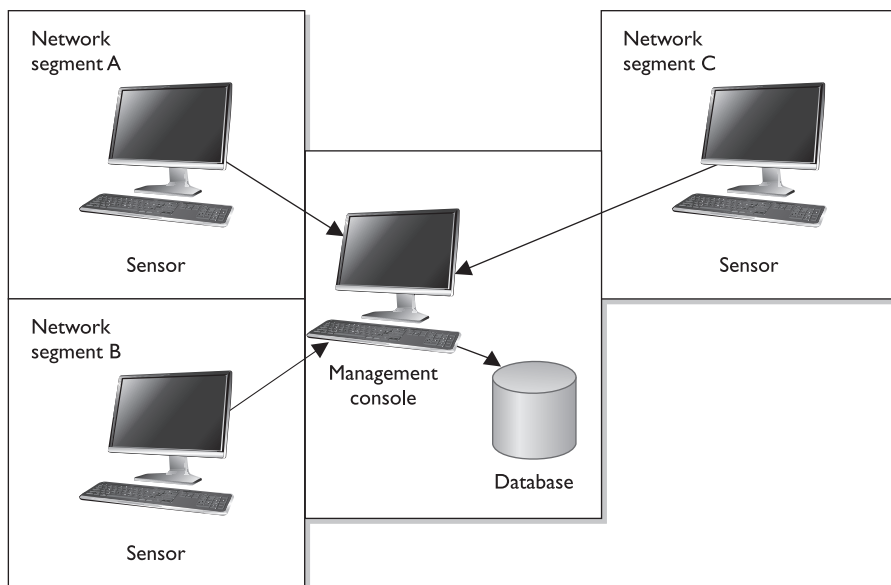 Network
segment A
Sensor
Network
segment C
Sensor
Network
segment B
Sensor
Management
console
Database